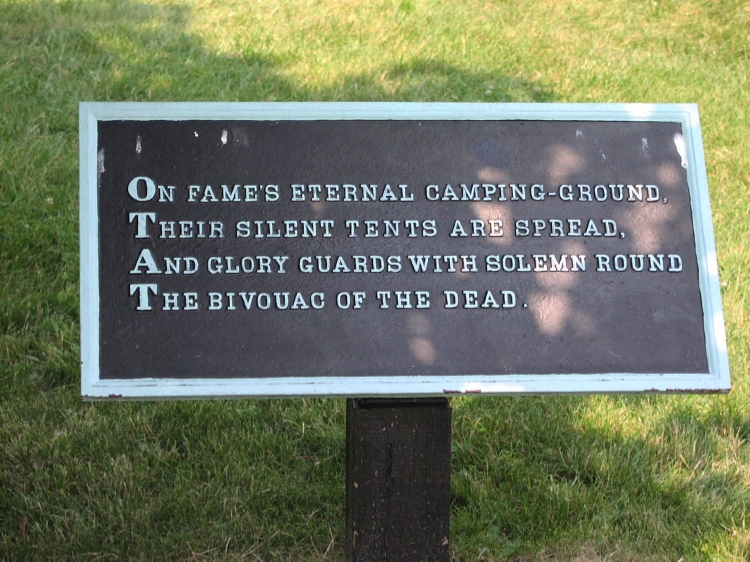 ON FAME'S ETERNAL CAMPING-GROUND,
THEIR SILENT TENTS ARE SPREAD,
AND GLORY GUARDS WITH SOLEMN ROUND
THE BIVOUAC OF THE DEAD.